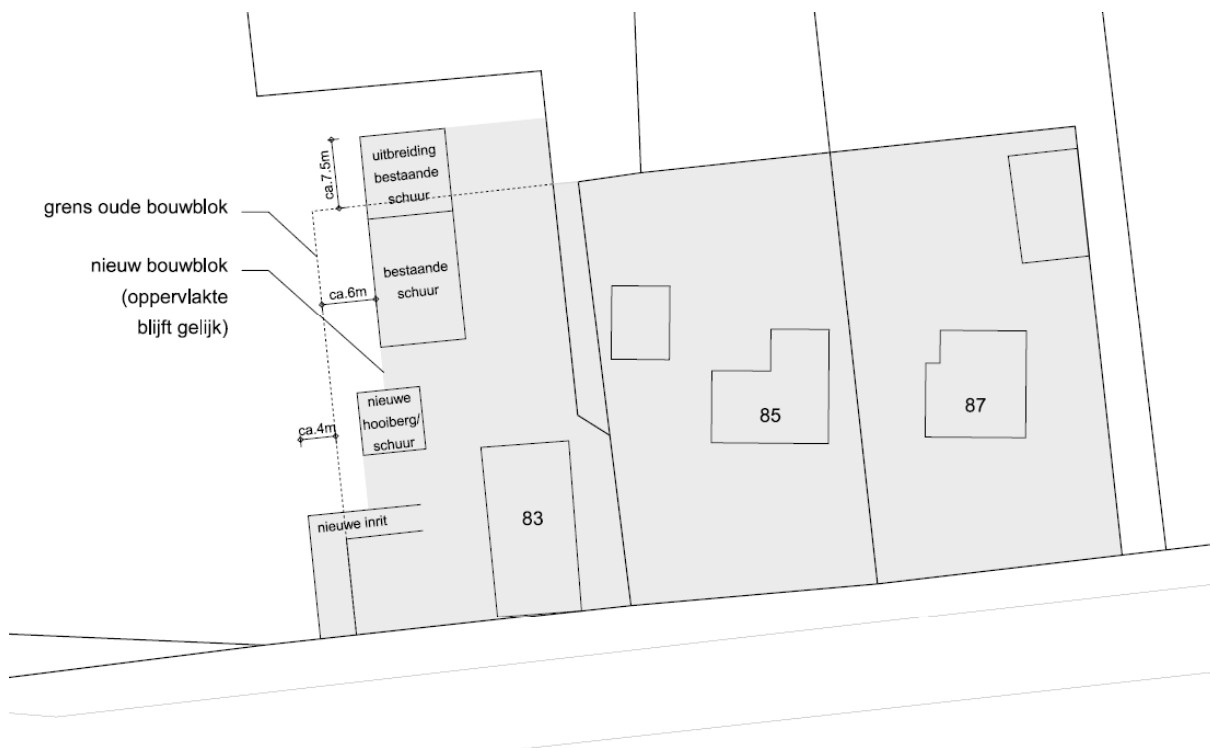 uitbreiding
bestaande
schuur
ca.7.5m
grens oude bouwblok
nieuw bouwblok
(oppervlakte
blijft gelijk)
bestaande
schuur
ca.6m
nieuwe
hooiberg/
schuur
ca.4m
nieuwe inrit
83
85
87